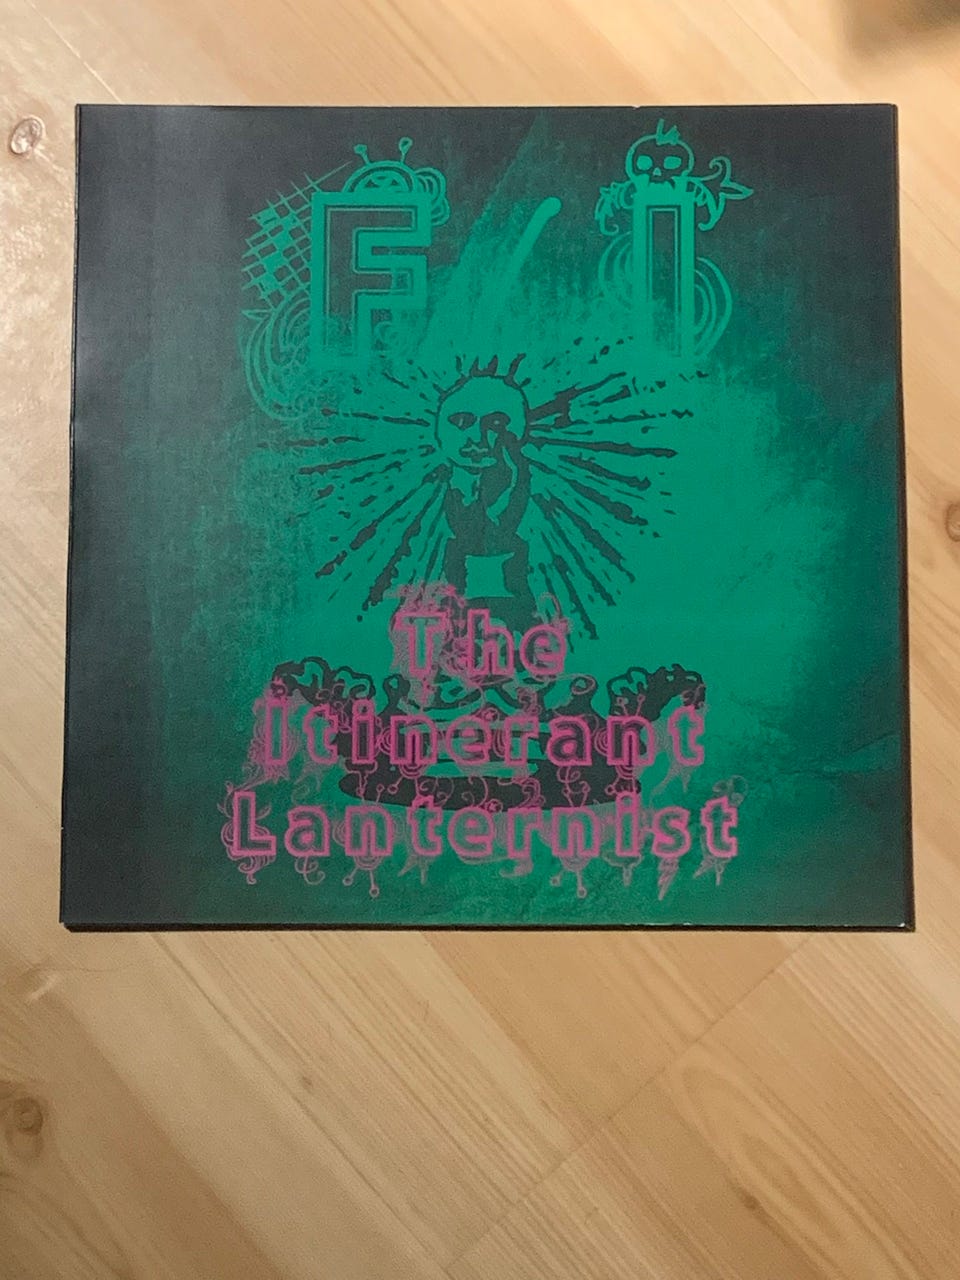 F/I
The
Itinerant
Lanternist